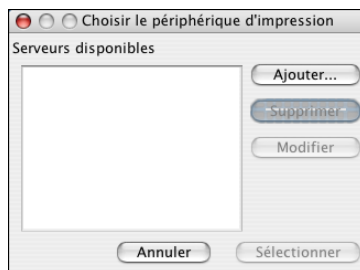 Choisir le périphérique d'impression
Serveurs disponibles
Ajouter...
Supprimer
Modifier
Annuler
Sélectionner